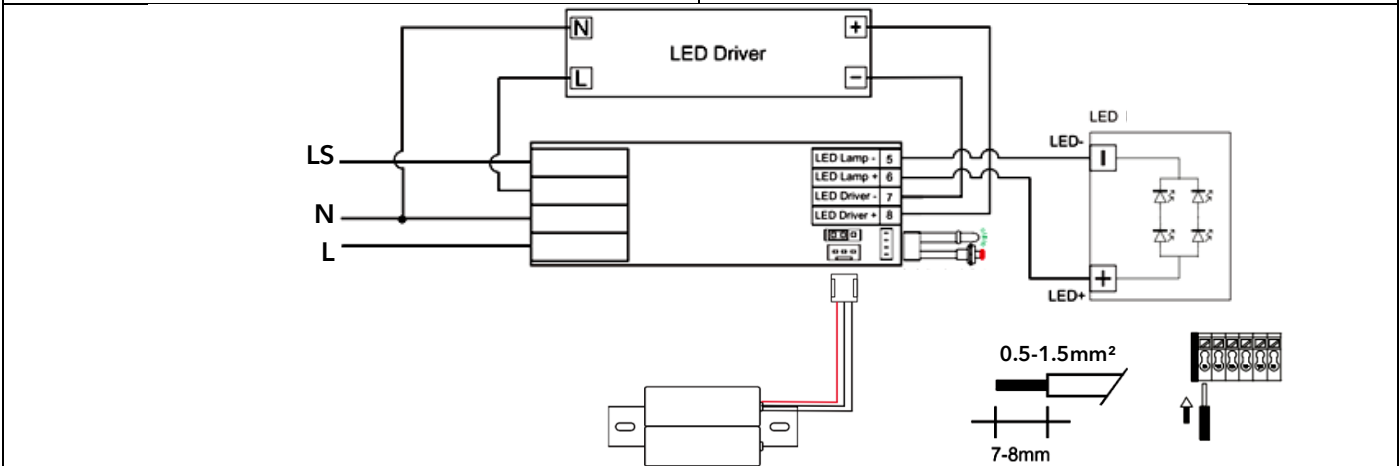 N
+
LED Driver
L
−
LED
LED-
LS
LED Lamp - 5
LED Lamp + 6
LED Driver - 7
LED Driver + 8
N
L
+
LED+
0.5-1.5mm²
7-8mm